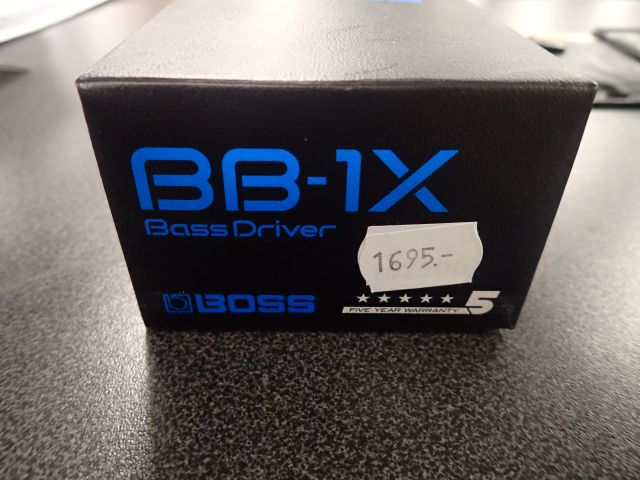 BB-1X
Bass Driver
1695.-
BOSS
FIVE YEAR WARRANTY 5